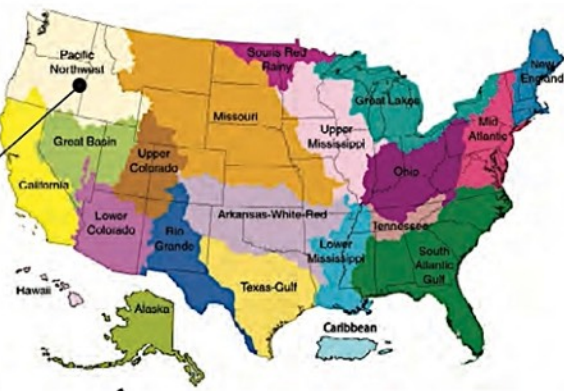 Pacific
Northwest
Souris Red
Rainy
New
England
Great Lakes
Missouri
Mid
Atlantic
Upper
Mississippi
Great Basin
Upper
Colorado
Ohio
California
Lower
Colorado
Arkansas-White-Red
Tennessee
Rio
Grande
Lower
Mississippi
South
Atlantic
Gulf
Texas-Gulf
Hawaii
Alaska
Caribbean